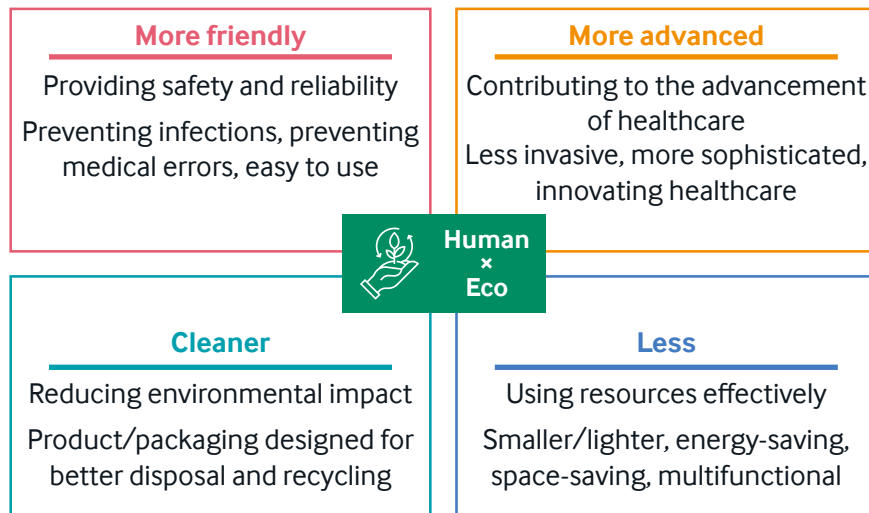 More friendly
Providing safety and reliability
Preventing infections, preventing
medical errors, easy to use
More advanced
Contributing to the advancement
of healthcare
Less invasive, more sophisticated,
innovating healthcare
Human
×
Eco
Cleaner
Reducing environmental impact
Product/packaging designed for
better disposal and recycling
Less
Using resources effectively
Smaller/lighter, energy-saving,
space-saving, multifunctional